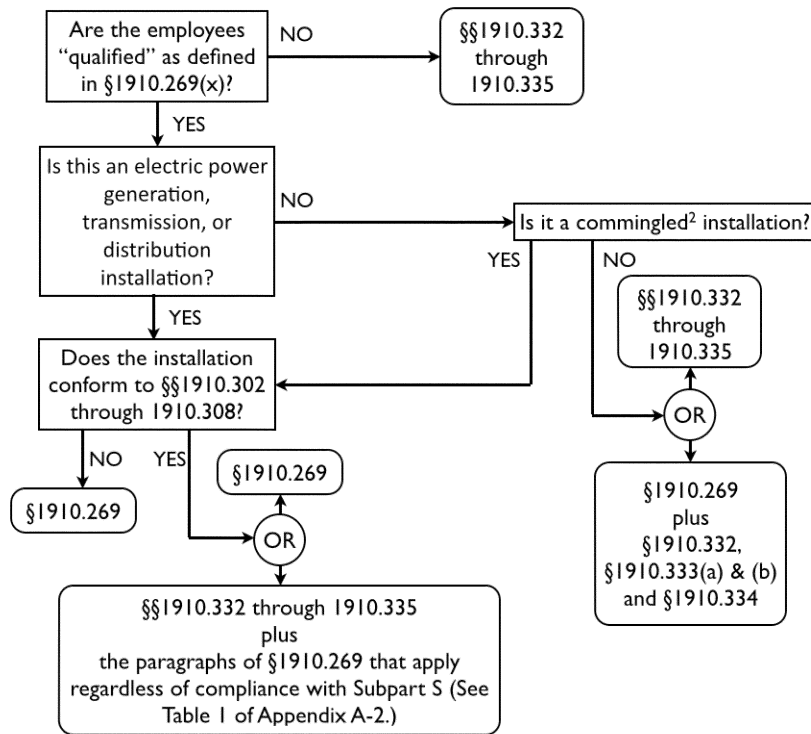 Are the employees
“qualified” as defined
in §1910.269(x)?
NO
§§1910.332
through
1910.335
YES
Is this an electric power
generation,
transmission, or
distribution
installation?
NO
Is it a commingled² installation?
YES
NO
§§1910.332
through
1910.335
YES
Does the installation
conform to §§1910.302
through 1910.308?
OR
NO
YES
§1910.269
§1910.269
OR
§1910.269
plus
§1910.332,
§1910.333(a) & (b)
and §1910.334
§§1910.332 through 1910.335
plus
the paragraphs of §1910.269 that apply
regardless of compliance with Subpart S (See
Table 1 of Appendix A-2.)